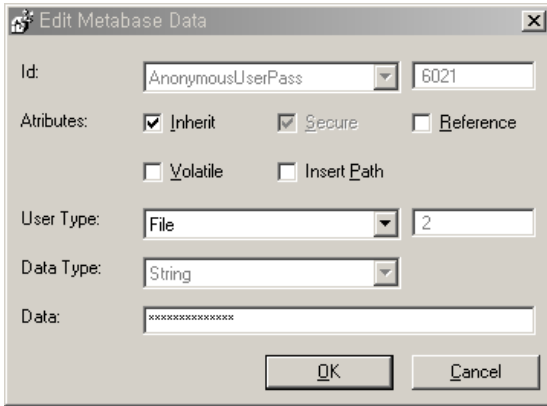 Edit Metabase Data
Id: AnonymousUserPass 6021
Atributes: Inherit Secure Reference
Volatile Insert Path
User Type: File 2
Data Type: String
Data: **************
OK Cancel